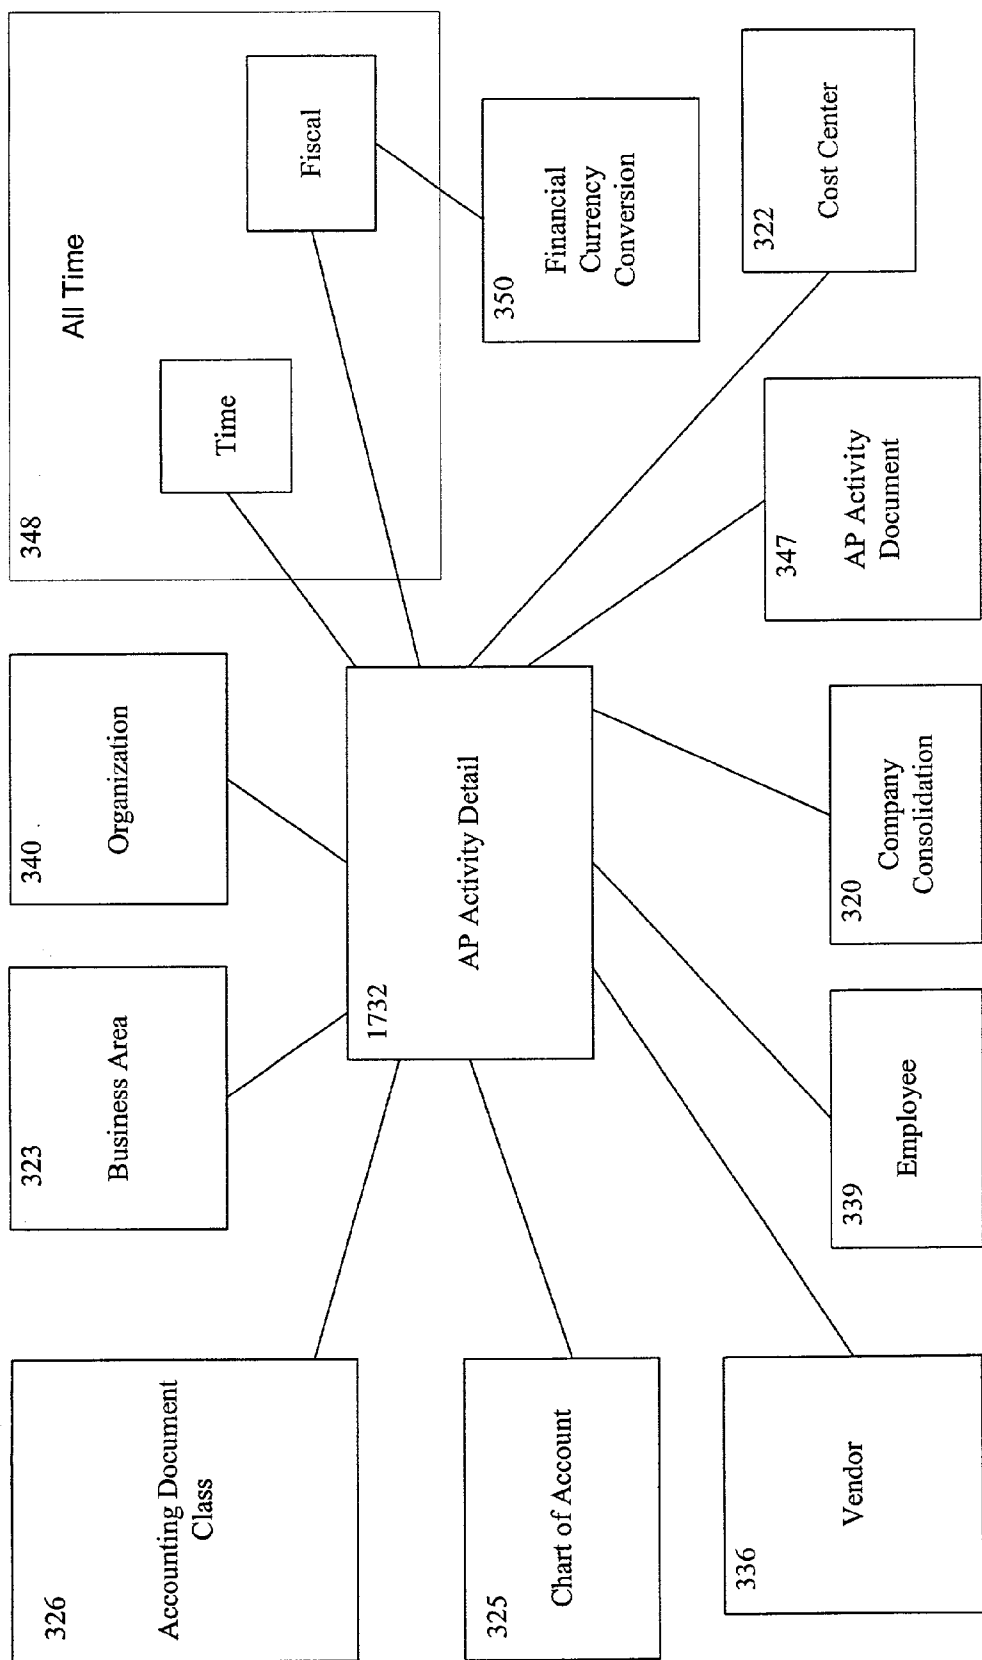 326
Accounting Document
Class
323
Business Area
340
Organization
348
All Time
Time
Fiscal
325
Chart of Account
1732
AP Activity Detail
350
Financial
Currency
Conversion
336
Vendor
339
Employee
320
Company
Consolidation
347
AP Activity
Document
322
Cost Center